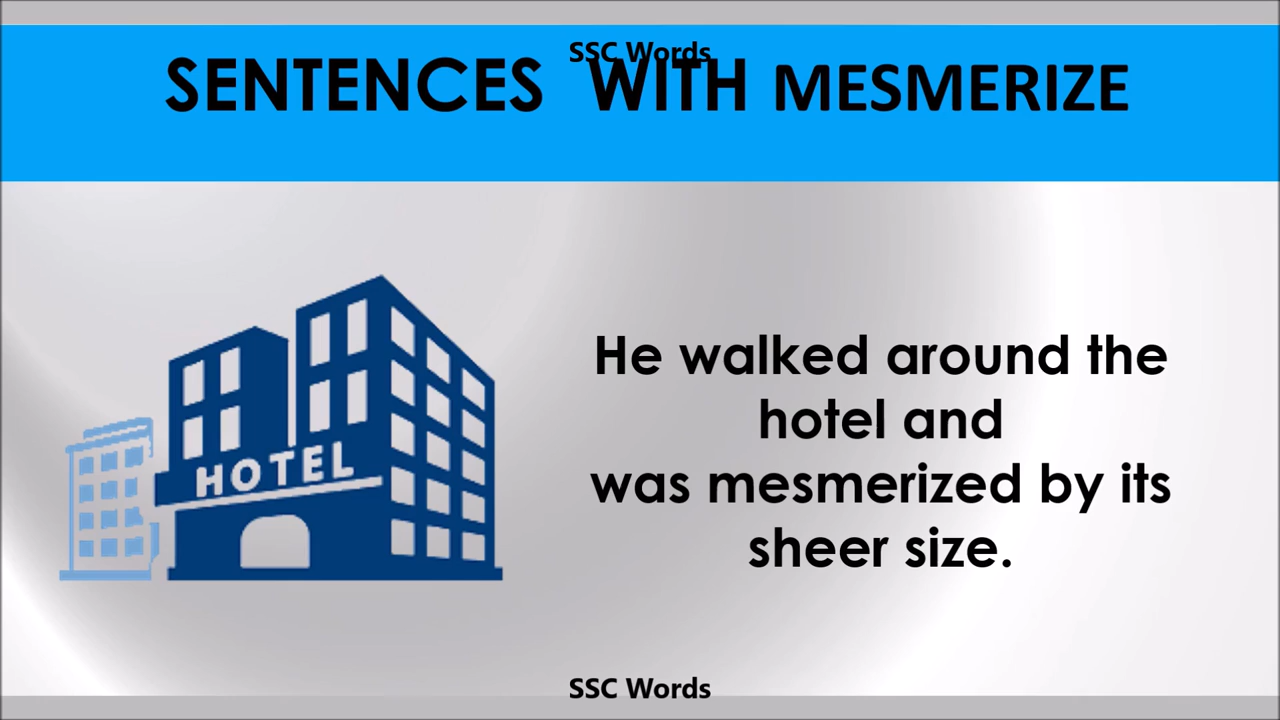 SSC Words
SENTENCES WITH MESMERIZE
HOTEL
He walked around the
hotel and
was mesmerized by its
sheer size.
SSC Words